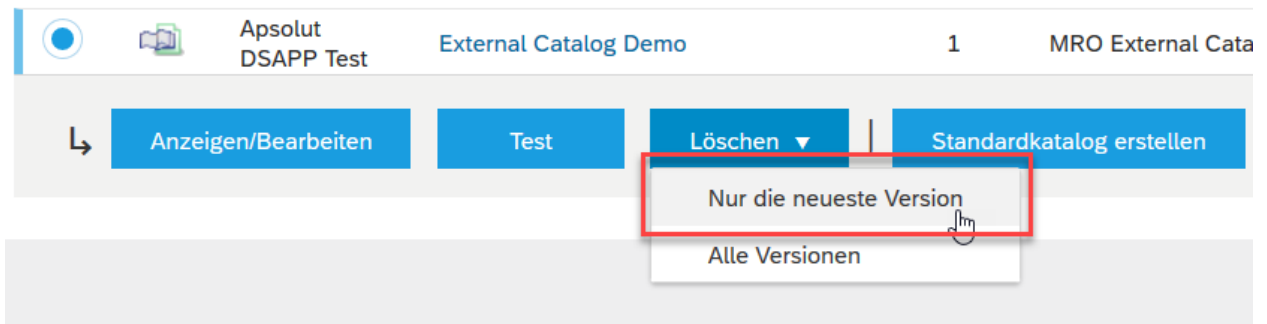 Apsolut
DSAPP Test
External Catalog Demo
1
MRO External Cata
Anzeigen/Bearbeiten
Test
Löschen ▼
|
Standardkatalog erstellen
Nur die neueste Version
Alle Versionen